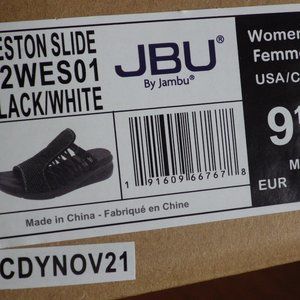 ESTON SLIDE
2WES01
LACK/WHITE
JBU®
By Jambu®
Women
Femme
USA/C
9
M
EUR
1 91609 66767 8
Made in China - Fabriqué en Chine
CDYNOV21